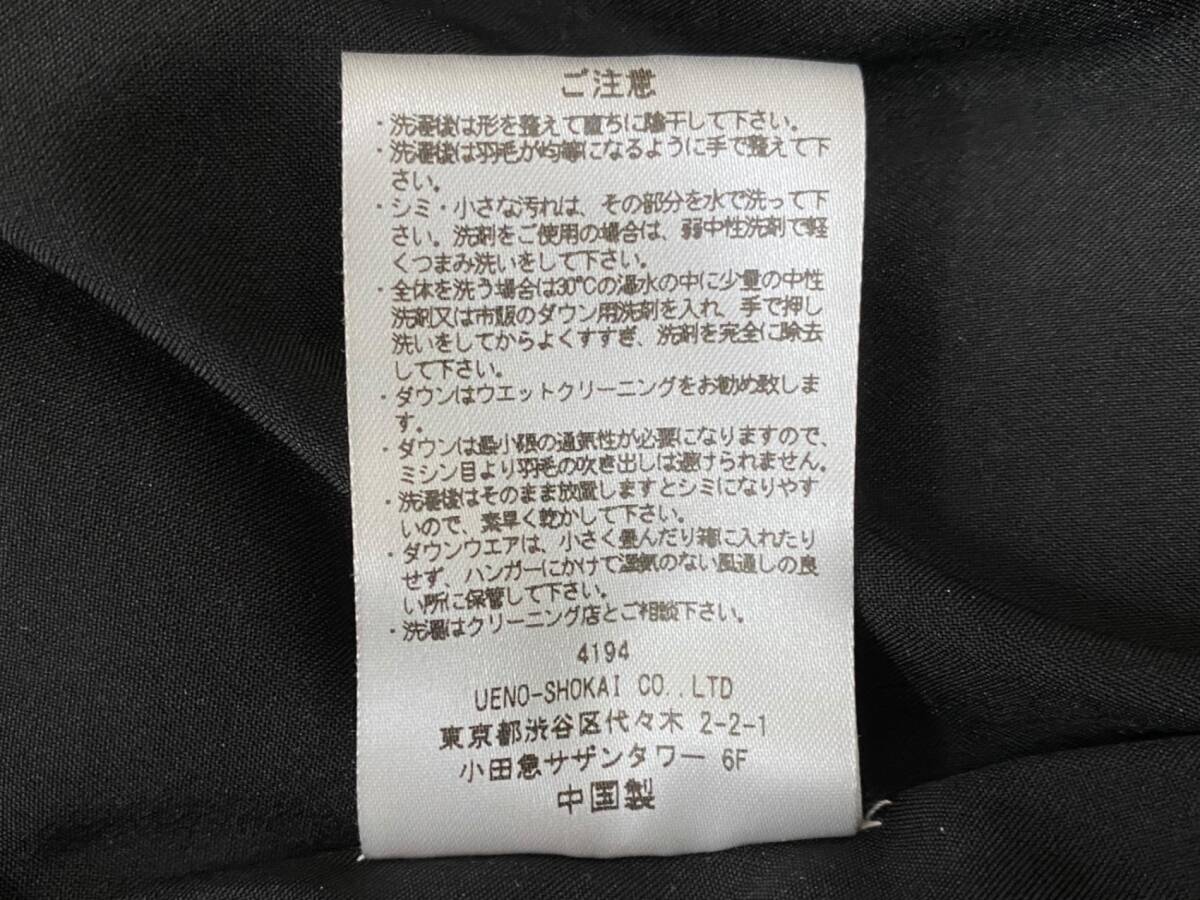 ご注意
・洗濯後は形を整えて直ちに陰干して下さい。
・洗濯後は羽毛が均等になるように手で整えて下
さい。
・シミ・小さな汚れは、その部分を水で洗って下
さい。洗剤をご使用の場合は、弱中性洗剤で軽
くつまみ洗いをして下さい。
・全体を洗う場合は30℃の温水の中に少量の中性
洗剤又は市販のダウン用洗剤を入れ、手で押し
洗いをしてからよくすすぎ、洗剤を完全に除去
して下さい。
・ダウンはウエットクリーニングをお勧め致しま
す。
・ダウンは最小限の通気性が必要になりますので、
ミシン目より羽毛の吹き出しは避けられません。
・洗濯後はそのまま放置しますとシミになりやす
いので、素早く乾かして下さい。
・ダウンウエアは、小さく畳んだり箱に入れたり
せず、ハンガーにかけて湿気のない風通しの良
い所に保管して下さい。
・洗濯はクリーニング店とご相談下さい。
4194
UENO-SHOKAI CO.,LTD
東京都渋谷区代々木 2-2-1
小田急サザンタワー 6F
中国製